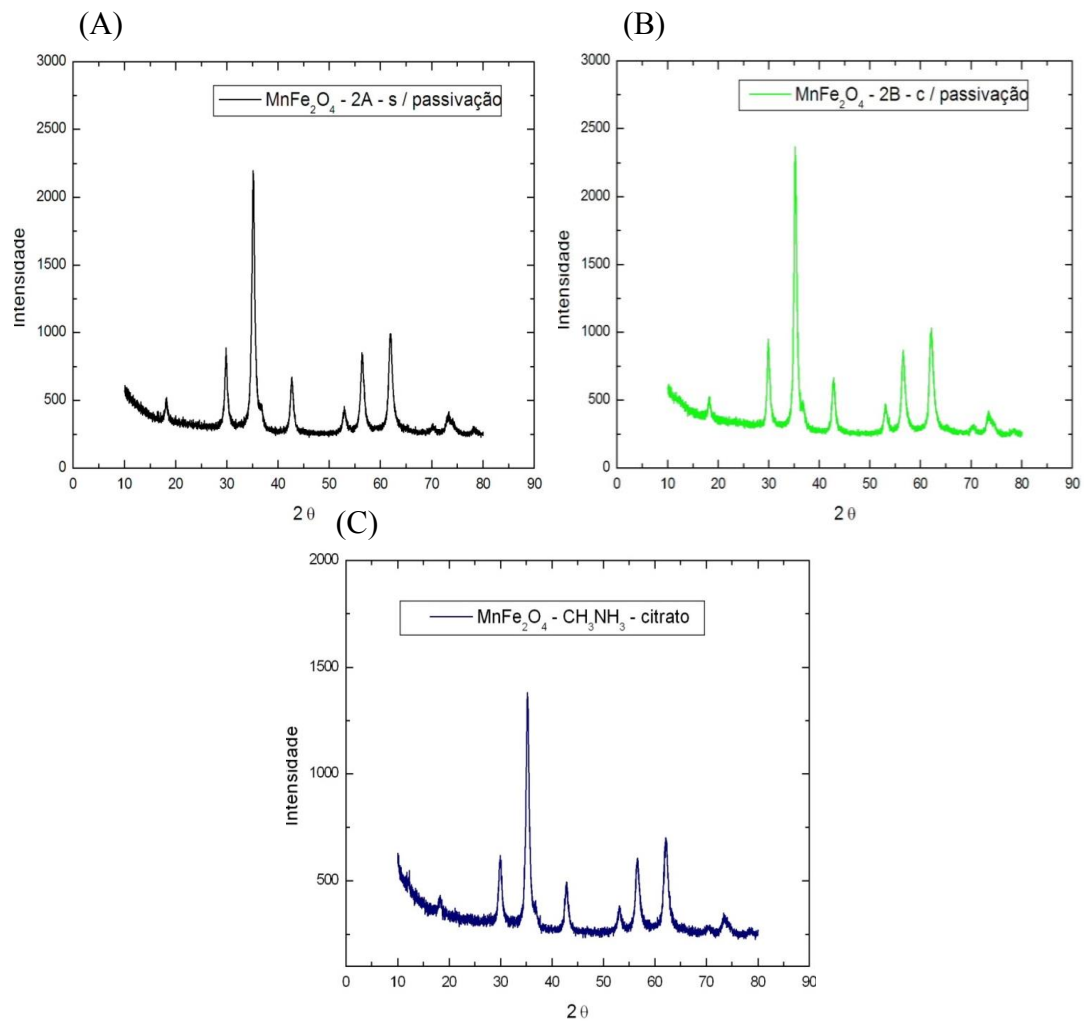 (A)
3000
2500
2000
1500
1000
500
0
Intensidade
MnFe₂O₄ - 2A - s / passivação
0 10 20 30 40 50 60 70 80 90
2 θ
(B)
3000
2500
2000
1500
1000
500
0
Intensidade
MnFe₂O₄ - 2B - c / passivação
0 10 20 30 40 50 60 70 80 90
2 θ
(C)
2000
1500
1000
500
Intensidade
MnFe₂O₄ - CH₃NH₃ - citrato
0 10 20 30 40 50 60 70 80 90
2 θ